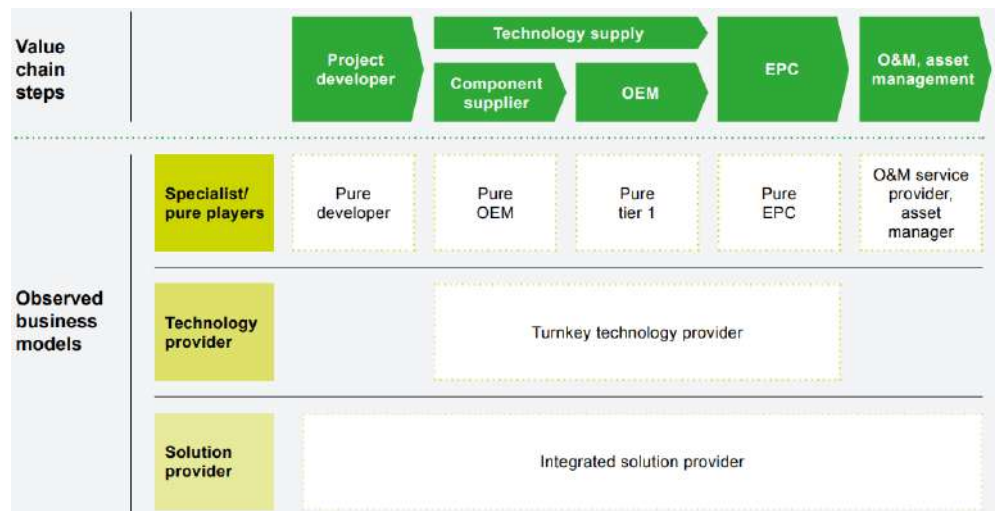 Value
chain
steps
Project
developer
Technology supply
Component
supplier
OEM
EPC
O&M, asset
management
Observed
business
models
Specialist/
pure players
Pure
developer
Pure
OEM
Pure
tier 1
Pure
EPC
O&M service
provider,
asset
manager
Technology
provider
Turnkey technology provider
Solution
provider
Integrated solution provider